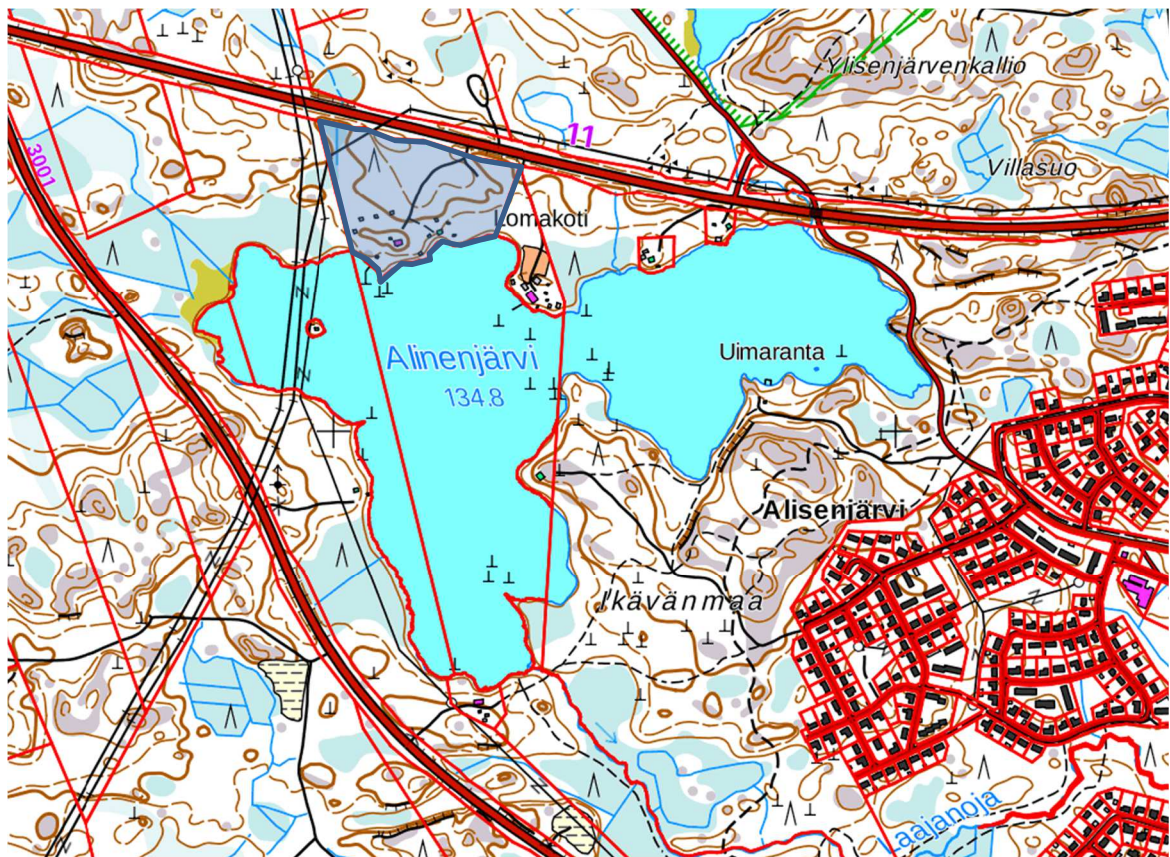 Ylisenjärvenkallio
11
3001
Villasuo
Lomakoti
Alinenjärvi
134.8
Uimaranta
Alisenjärvi
Ikävänmaa
Laajanoja